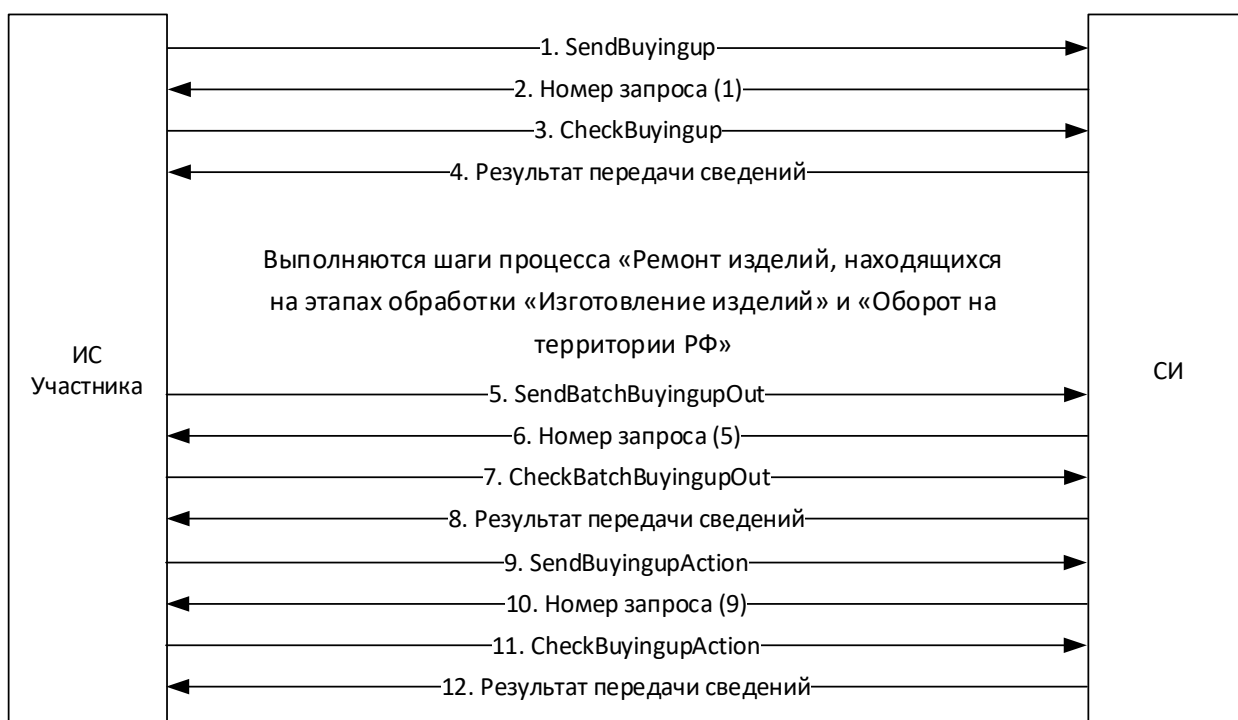 1. SendBuyingup
2. Номер запроса (1)
3. CheckBuyingup
4. Результат передачи сведений
Выполняются шаги процесса «Ремонт изделий, находящихся
на этапах обработки «Изготовление изделий» и «Оборот на
территории РФ»
ИС
Участника
СИ
5. SendBatchBuyingupOut
6. Номер запроса (5)
7. CheckBatchBuyingupOut
8. Результат передачи сведений
9. SendBuyingupAction
10. Номер запроса (9)
11. CheckBuyingupAction
12. Результат передачи сведений